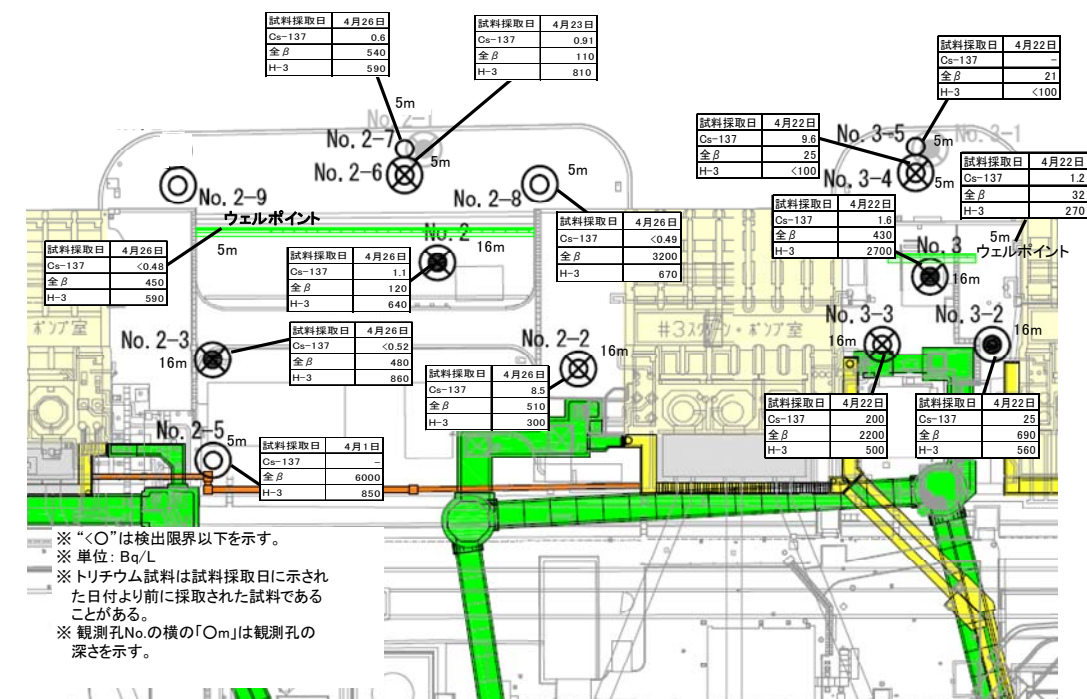 試料採取日 4月26日
Cs-137 0.6
全β 540
H-3 590
試料採取日 4月23日
Cs-137 0.91
全β 110
H-3 810
試料採取日 4月22日
Cs-137 -
全β 21
H-3 <100
5m
No. 2-1
No. 2-7
5m
No. 2-6
試料採取日 4月22日
Cs-137 9.6
全β 25
H-3 <100
No. 3-5
5m
No. 3-1
No. 3-4
5m
試料採取日 4月22日
Cs-137 1.2
全β 32
H-3 270
No. 2-9
No. 2-8
5m
ウェルポイント
5m
試料採取日 4月26日
Cs-137 <0.48
全β 450
H-3 590
No. 2
16m
試料採取日 4月26日
Cs-137 1.1
全β 120
H-3 640
試料採取日 4月26日
Cs-137 <0.49
全β 3200
H-3 670
試料採取日 4月22日
Cs-137 1.6
全β 430
H-3 2700
5m
ウェルポイント
No. 3
16m
ポンプ室
No. 2-3
16m
試料採取日 4月26日
Cs-137 <0.52
全β 480
H-3 860
No. 2-2
16m
試料採取日 4月26日
Cs-137 8.5
全β 510
H-3 300
#3スクリーン・ポンプ室
No. 3-3
16m
No. 3-2
16m
試料採取日 4月22日
Cs-137 200
全β 2200
H-3 500
試料採取日 4月22日
Cs-137 25
全β 690
H-3 560
No. 2-5
5m
試料採取日 4月1日
Cs-137 -
全β 6000
H-3 850
※ “<〇”は検出限界以下を示す。
※ 単位: Bq/L
※ トリチウム試料は試料採取日に示され
た日付より前に採取された試料である
ことがある。
※ 観測孔No.の横の「〇m」は観測孔の
深さを示す。